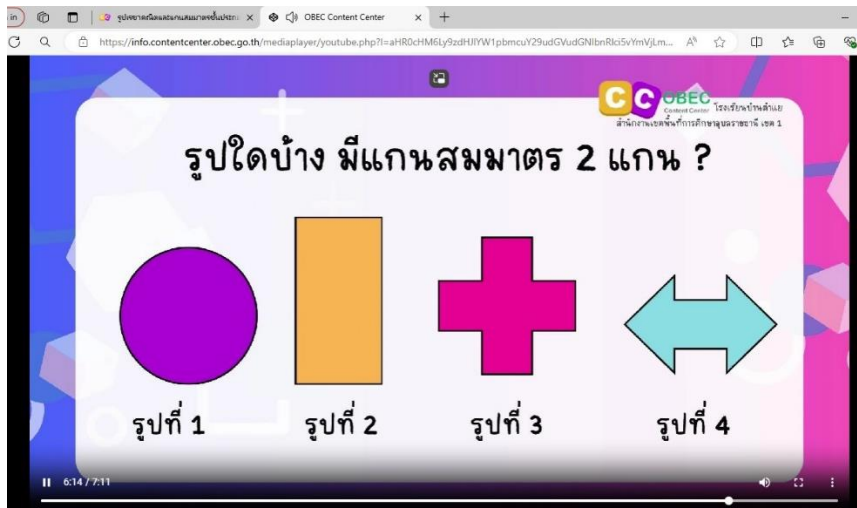 in
OBEC Content Center
https://info.contentcenter.obec.go.th/mediaplayer/youtube.php?
CC OBEC
Content Center
โรงเรียนบ้านตำแย
สำนักงานเขตพื้นที่การศึกษาอุบลราชธานี เขต 1
รูปใดบ้าง มีแกนสมมาตร 2 แกน ?
รูปที่ 1
รูปที่ 2
รูปที่ 3
รูปที่ 4
6:14 / 7:11